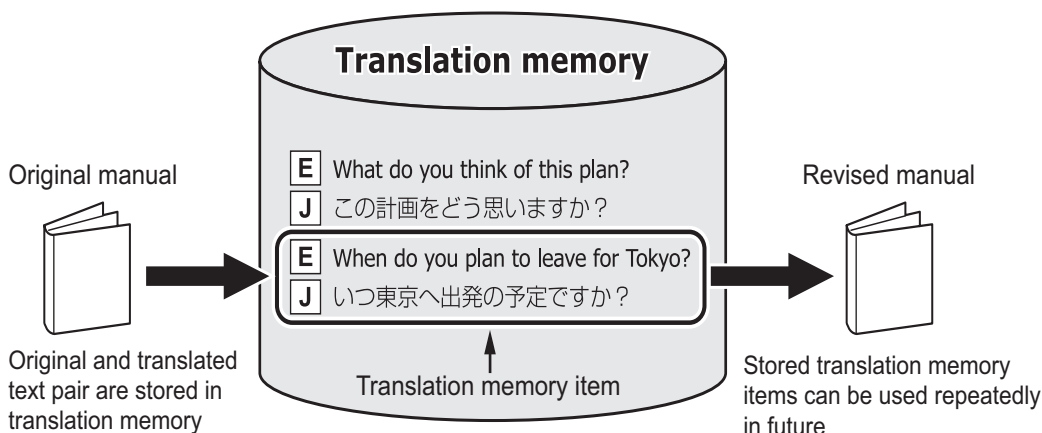 Translation memory
E What do you think of this plan?
J この計画をどう思いますか？
E When do you plan to leave for Tokyo?
J いつ東京へ出発の予定ですか？
Translation memory item
Original manual
Original and translated
text pair are stored in
translation memory
Revised manual
Stored translation memory
items can be used repeatedly
in future